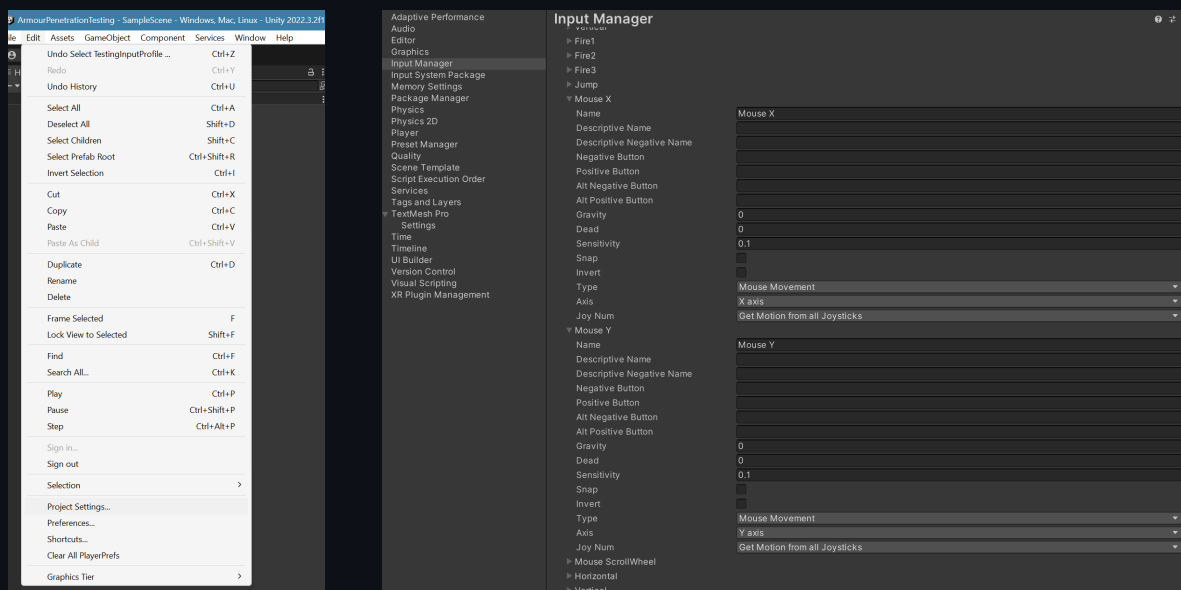 ArmourPenetrationTesting - SampleScene - Windows, Mac, Linux - Unity 2022.3.2f1
ile Edit Assets GameObject Component Services Window Help
Undo Select TestingInputProfile ... Ctrl+Z
Redo Ctrl+Y
Undo History Ctrl+U
Select All Ctrl+A
Deselect All Shift+D
Select Children Shift+C
Select Prefab Root Ctrl+Shift+R
Invert Selection Ctrl+I
Cut Ctrl+X
Copy Ctrl+C
Paste Ctrl+V
Paste As Child Ctrl+Shift+V
Duplicate Ctrl+D
Rename
Delete
Frame Selected F
Lock View to Selected Shift+F
Find Ctrl+F
Search All... Ctrl+K
Play Ctrl+P
Pause Ctrl+Shift+P
Step Ctrl+Alt+P
Sign in...
Sign out
Selection
Project Settings...
Preferences...
Shortcuts...
Clear All PlayerPrefs
Graphics Tier
Adaptive Performance
Audio
Editor
Graphics
Input Manager
Input System Package
Memory Settings
Package Manager
Physics
Physics 2D
Player
Preset Manager
Quality
Scene Template
Script Execution Order
Services
Tags and Layers
TextMesh Pro
Settings
Time
Timeline
UI Builder
Version Control
Visual Scripting
XR Plugin Management
Input Manager
Vertical
Fire1
Fire2
Fire3
Jump
Mouse X
Name Mouse X
Descriptive Name
Descriptive Negative Name
Negative Button
Positive Button
Alt Negative Button
Alt Positive Button
Gravity 0
Dead 0
Sensitivity 0.1
Snap
Invert
Type Mouse Movement
Axis X axis
Joy Num Get Motion from all Joysticks
Mouse Y
Name Mouse Y
Descriptive Name
Descriptive Negative Name
Negative Button
Positive Button
Alt Negative Button
Alt Positive Button
Gravity 0
Dead 0
Sensitivity 0.1
Snap
Invert
Type Mouse Movement
Axis Y axis
Joy Num Get Motion from all Joysticks
Mouse ScrollWheel
Horizontal
Vertical